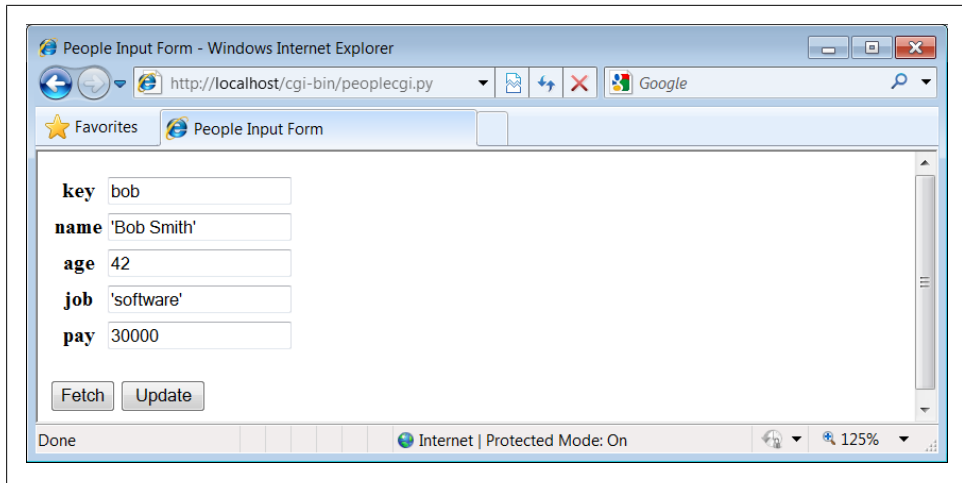 People Input Form - Windows Internet Explorer
http://localhost/cgi-bin/peoplecgi.py
Google
Favorites
People Input Form
key bob
name 'Bob Smith'
age 42
job 'software'
pay 30000
Fetch Update
Done
Internet | Protected Mode: On
125%